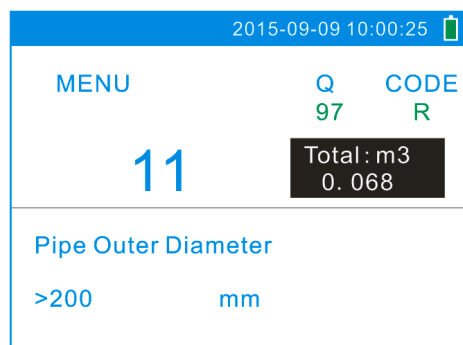 2015-09-09 10:00:25
MENU Q CODE
97 R
11
Total:m3
0.068
Pipe Outer Diameter
>200 mm